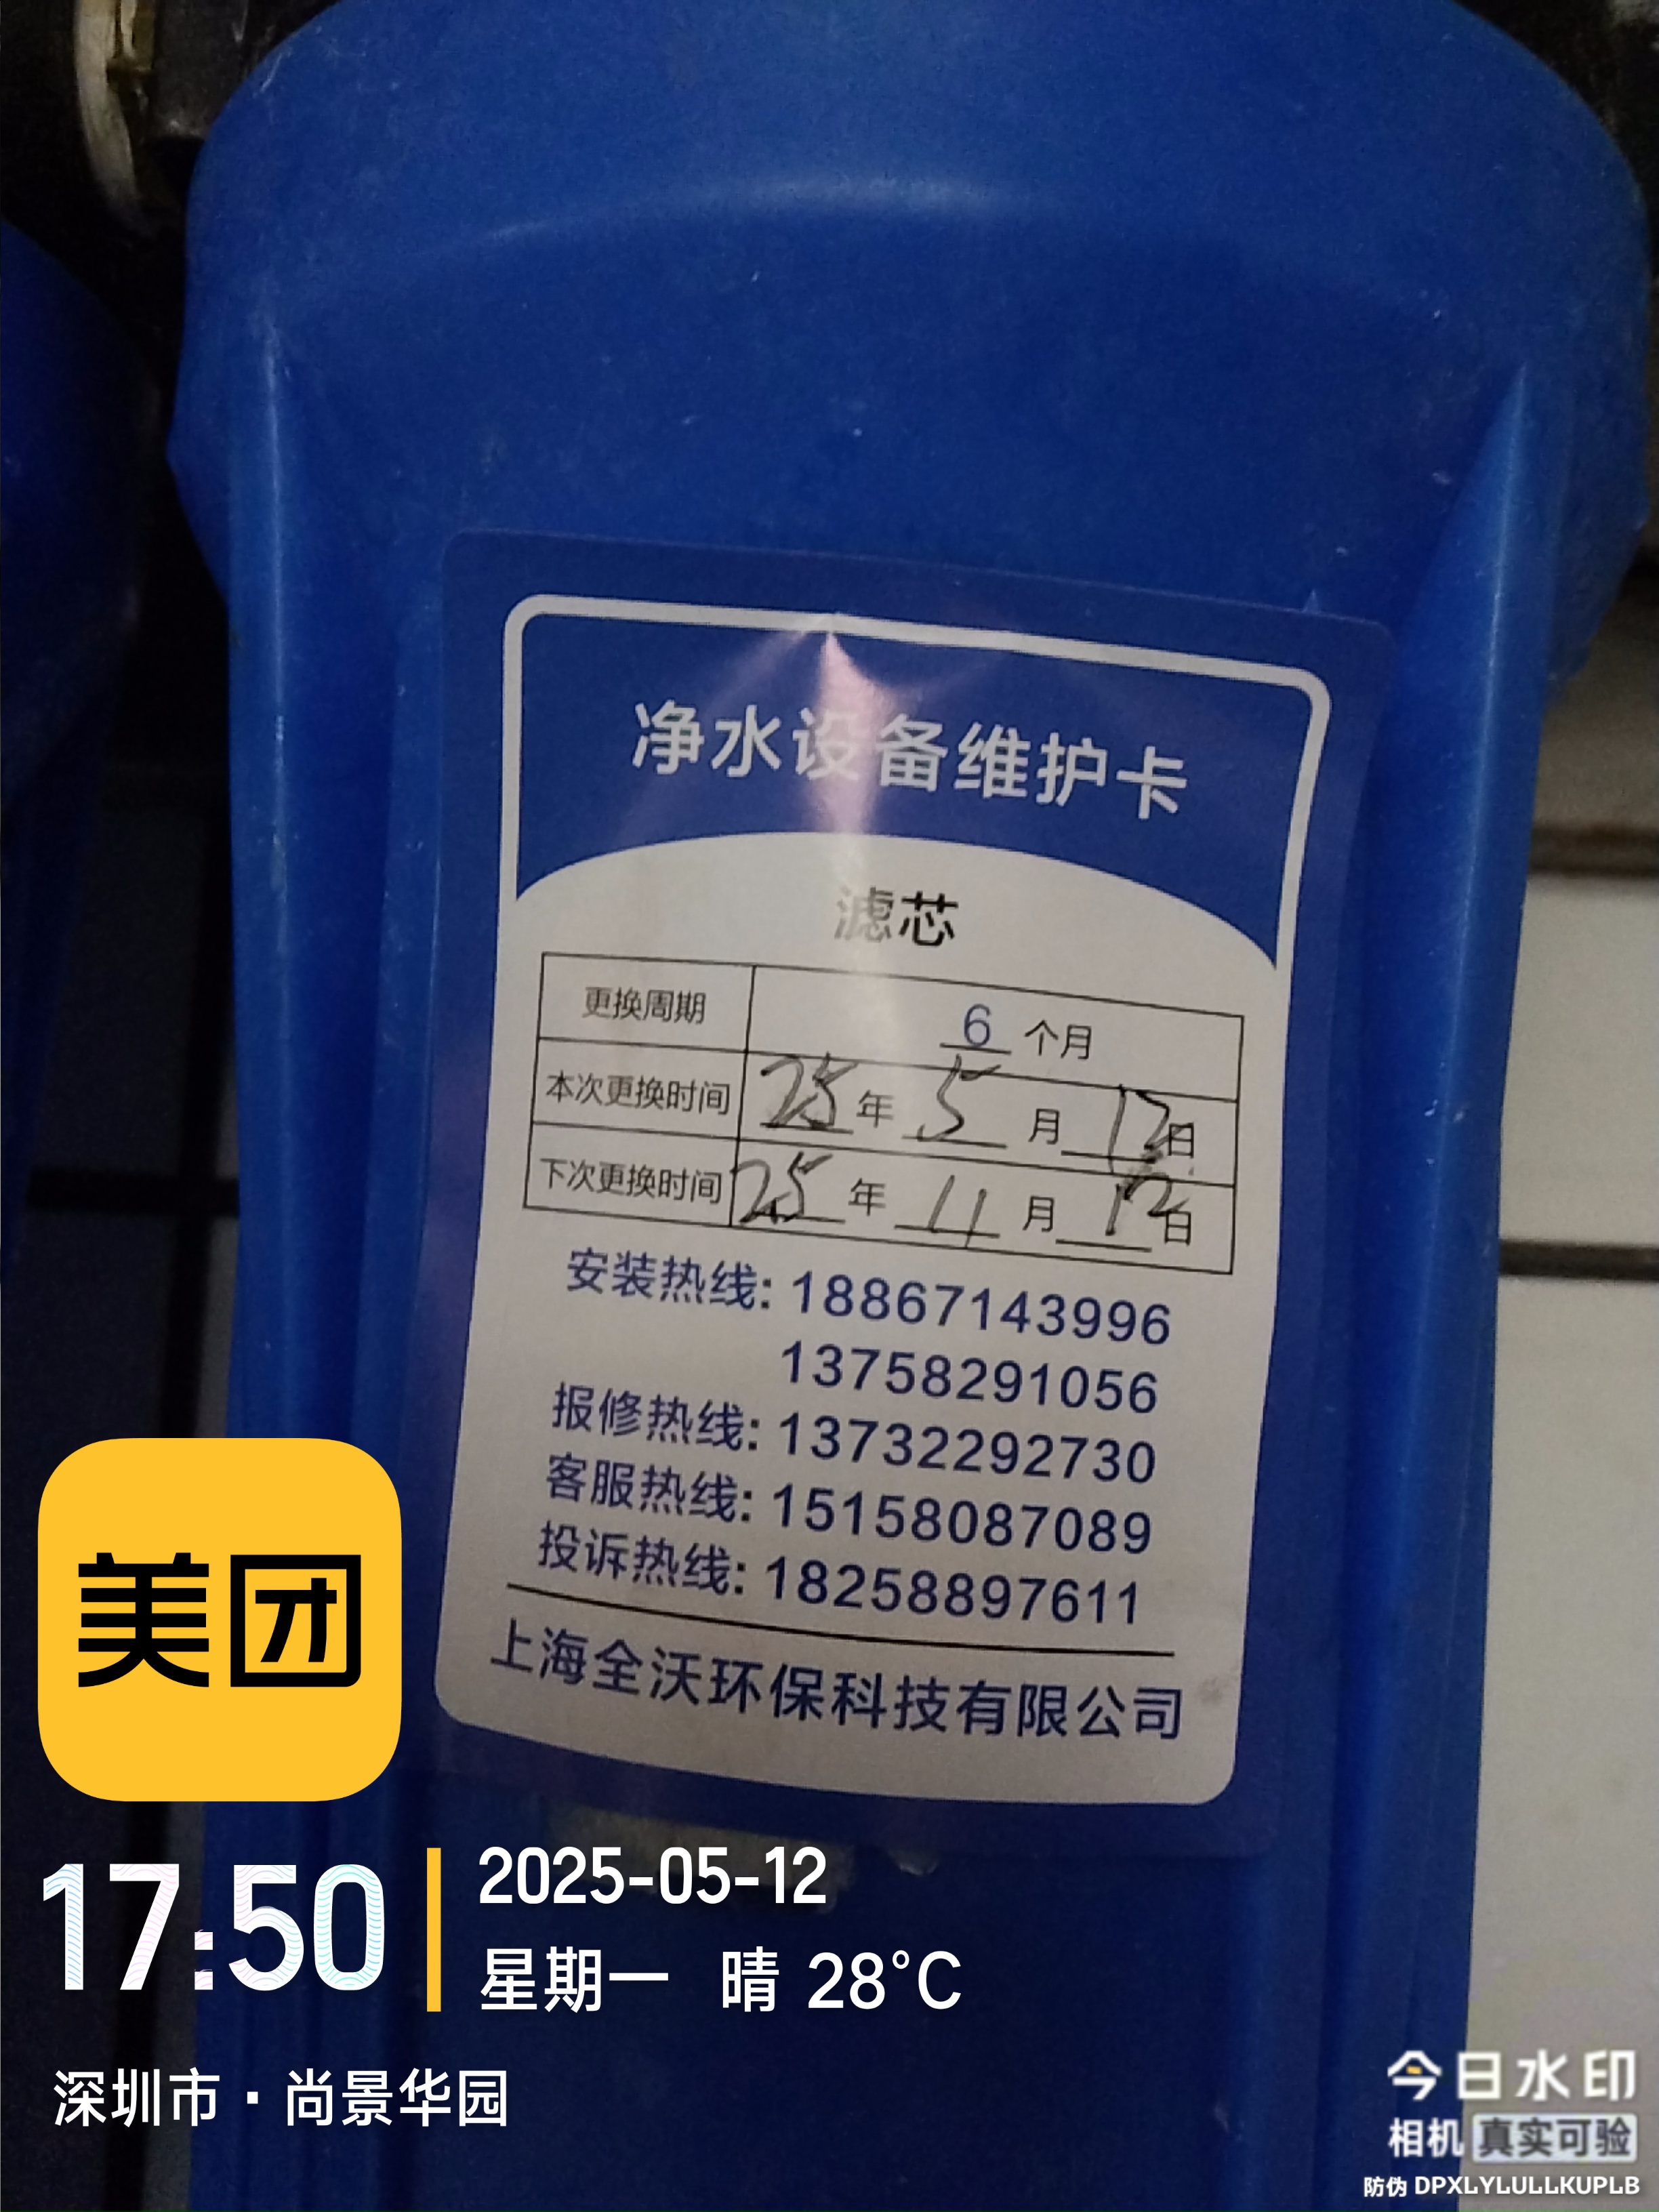 净水设备维护卡
滤芯
更换周期 6 个月
本次更换时间 25 年 5 月 12 日
下次更换时间 25 年 11 月 12 日
安装热线: 18867143996
13758291056
报修热线: 13732292730
客服热线: 15158087089
投诉热线: 18258897611
上海全沃环保科技有限公司
美团
17:50
2025-05-12
星期一 晴 28°C
深圳市·尚景华园
今日水印
相机 真实可验
防伪 DPXLYLULLKUPLB